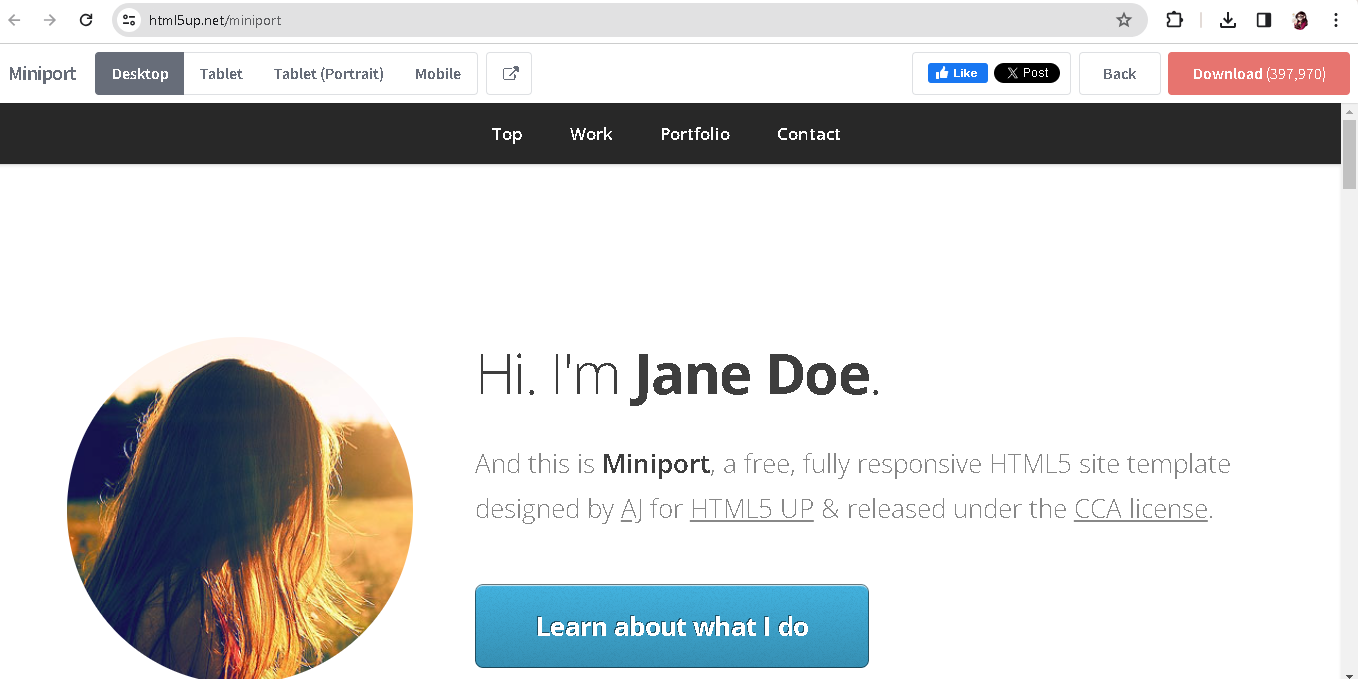 html5up.net/miniport
Miniport Desktop Tablet Tablet (Portrait) Mobile Like Post Back Download (397,970)
Top Work Portfolio Contact
Hi. I'm Jane Doe.
And this is Miniport, a free, fully responsive HTML5 site template
designed by AJ for HTML5 UP & released under the CCA license.
Learn about what I do